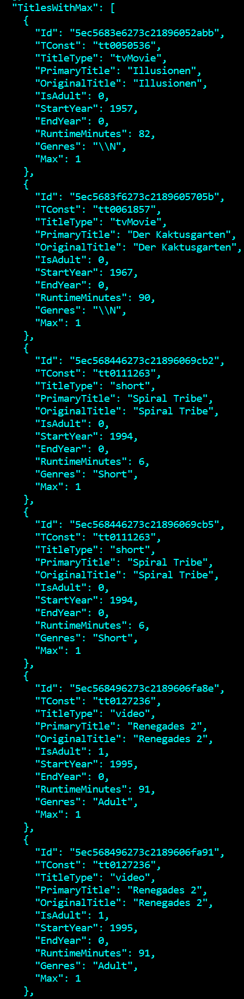 "TitlesWithMax": [
{
"Id": "5ec5683e6273c21896052abb",
"TConst": "tt0050536",
"TitleType": "tvMovie",
"PrimaryTitle": "Illusionen",
"OriginalTitle": "Illusionen",
"IsAdult": 0,
"StartYear": 1957,
"EndYear": 0,
"RuntimeMinutes": 82,
"Genres": "\\N",
"Max": 1
},
{
"Id": "5ec5683f6273c2189605705b",
"TConst": "tt0061857",
"TitleType": "tvMovie",
"PrimaryTitle": "Der Kaktusgarten",
"OriginalTitle": "Der Kaktusgarten",
"IsAdult": 0,
"StartYear": 1967,
"EndYear": 0,
"RuntimeMinutes": 90,
"Genres": "\\N",
"Max": 1
},
{
"Id": "5ec568446273c21896069cb2",
"TConst": "tt0111263",
"TitleType": "short",
"PrimaryTitle": "Spiral Tribe",
"OriginalTitle": "Spiral Tribe",
"IsAdult": 0,
"StartYear": 1994,
"EndYear": 0,
"RuntimeMinutes": 6,
"Genres": "Short",
"Max": 1
},
{
"Id": "5ec568446273c21896069cb5",
"TConst": "tt0111263",
"TitleType": "short",
"PrimaryTitle": "Spiral Tribe",
"OriginalTitle": "Spiral Tribe",
"IsAdult": 0,
"StartYear": 1994,
"EndYear": 0,
"RuntimeMinutes": 6,
"Genres": "Short",
"Max": 1
},
{
"Id": "5ec568496273c2189606fa8e",
"TConst": "tt0127236",
"TitleType": "video",
"PrimaryTitle": "Renegades 2",
"OriginalTitle": "Renegades 2",
"IsAdult": 1,
"StartYear": 1995,
"EndYear": 0,
"RuntimeMinutes": 91,
"Genres": "Adult",
"Max": 1
},
{
"Id": "5ec568496273c2189606fa91",
"TConst": "tt0127236",
"TitleType": "video",
"PrimaryTitle": "Renegades 2",
"OriginalTitle": "Renegades 2",
"IsAdult": 1,
"StartYear": 1995,
"EndYear": 0,
"RuntimeMinutes": 91,
"Genres": "Adult",
"Max": 1
},